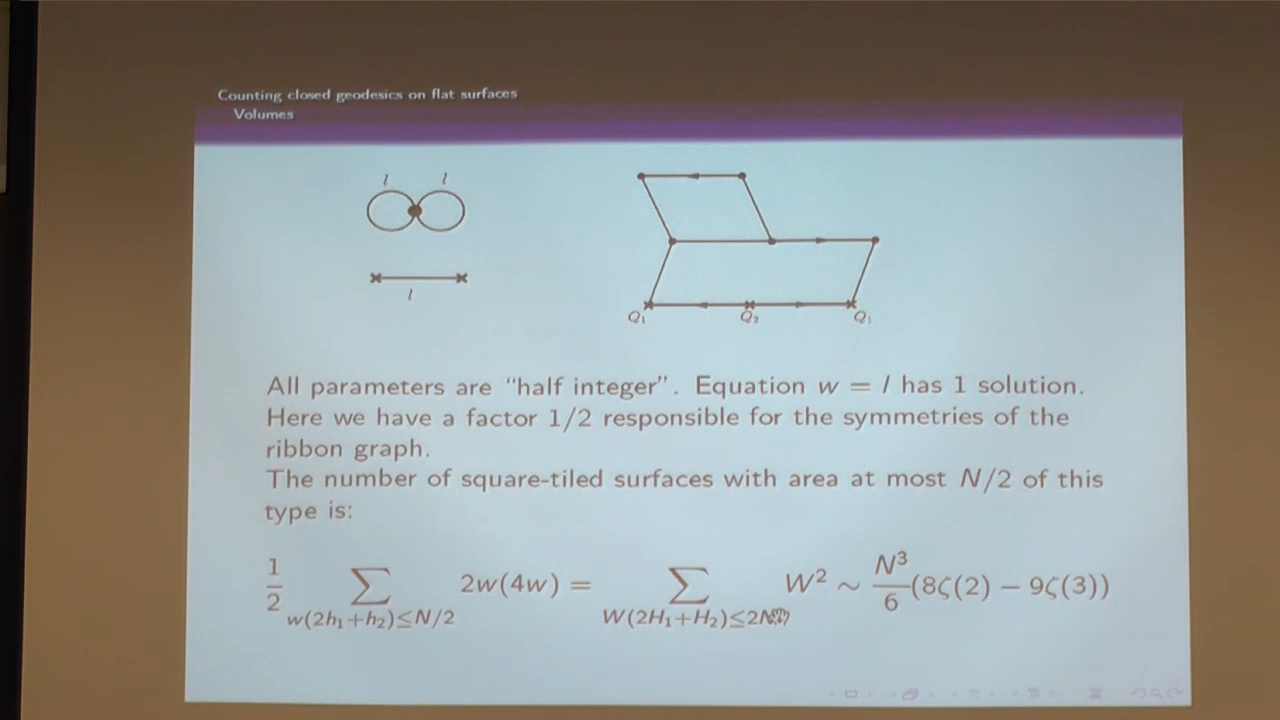 Counting closed geodesics on flat surfaces
Volumes
l l
l
Q₁ Q₂ Q₁
All parameters are “half integer”. Equation w = l has 1 solution.
Here we have a factor 1/2 responsible for the symmetries of the
ribbon graph.
The number of square-tiled surfaces with area at most N/2 of this
type is:
1/2 ∑_{w(2h₁+h₂)≤N/2} 2w(4w) = ∑_{W(2H₁+H₂)≤2N} W² ∼ N³/6 (8ζ(2) − 9ζ(3))